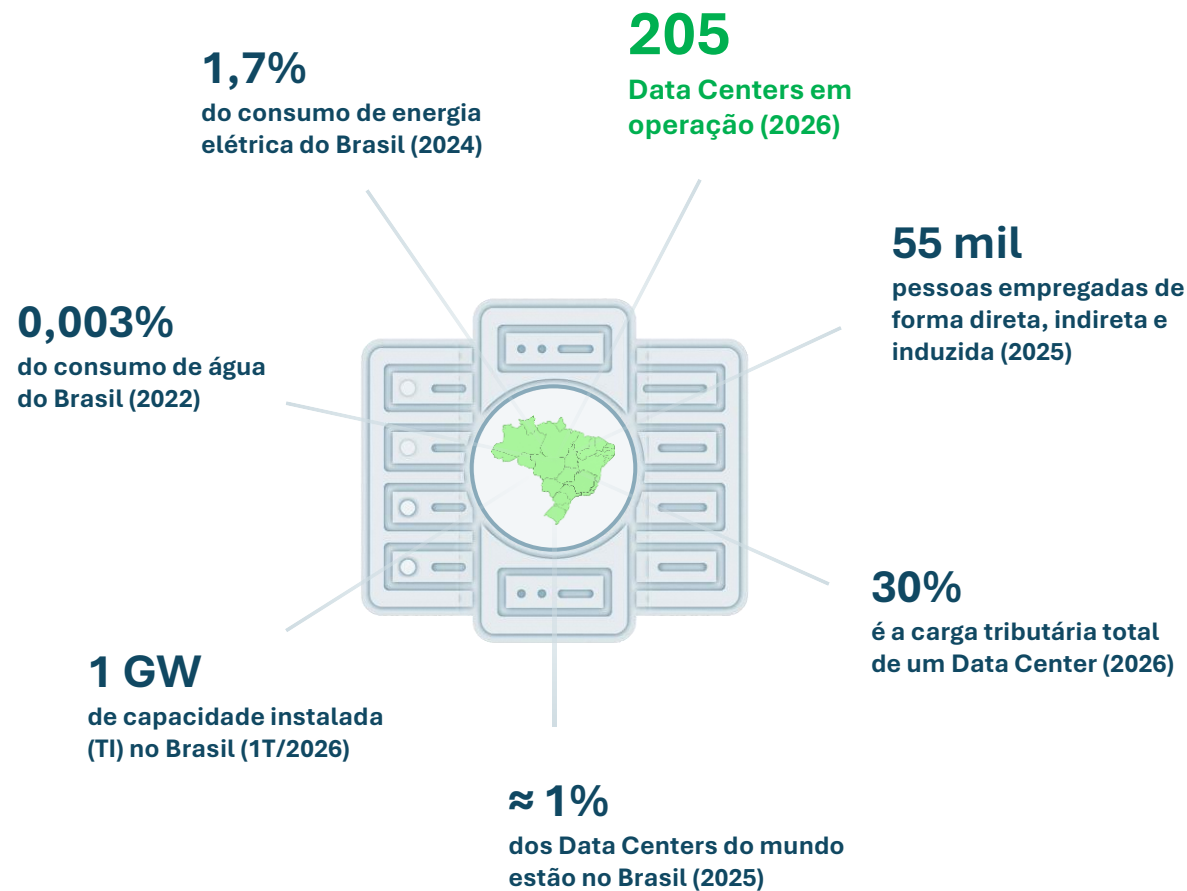 205
Data Centers em
operação (2026)
1,7%
do consumo de energia
elétrica do Brasil (2024)
55 mil
pessoas empregadas de
forma direta, indireta e
induzida (2025)
0,003%
do consumo de água
do Brasil (2022)
30%
é a carga tributária total
de um Data Center (2026)
1 GW
de capacidade instalada
(TI) no Brasil (1T/2026)
≈ 1%
dos Data Centers do mundo
estão no Brasil (2025)